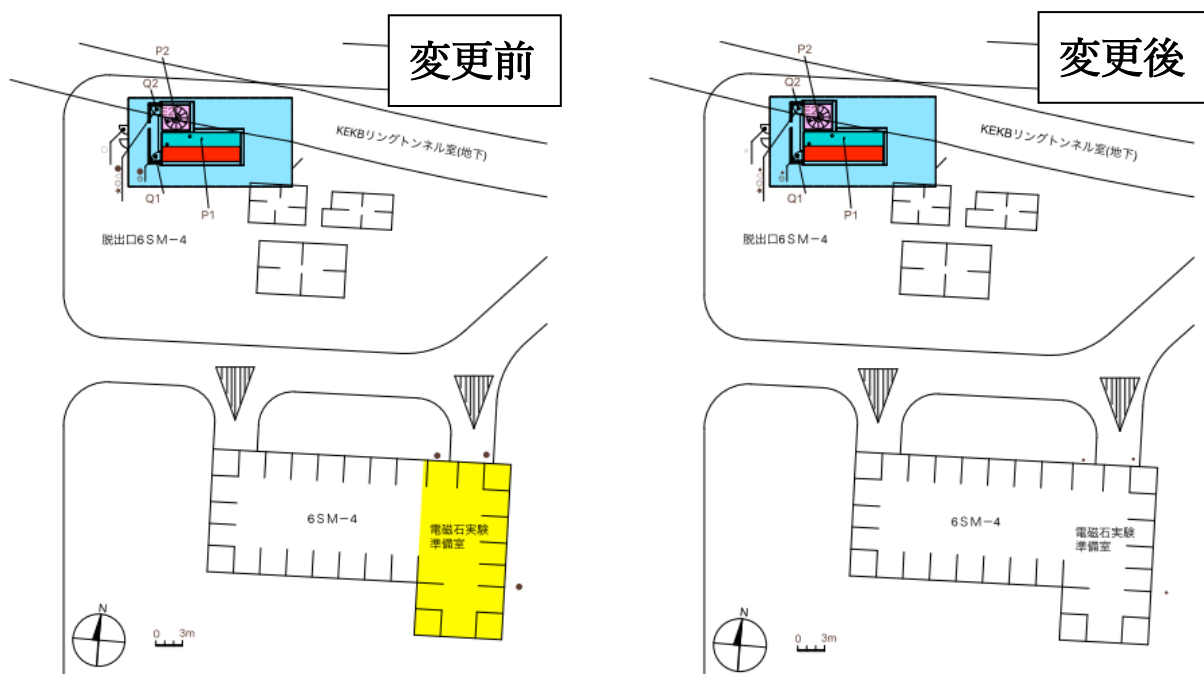 変更前
P2
Q2
KEKBリングトンネル室(地下)
Q1
P1
脱出口6SM-4
6SM-4
電磁石実験
準備室
N
0 3m
変更後
P2
Q2
KEKBリングトンネル室(地下)
Q1
P1
脱出口6SM-4
6SM-4
電磁石実験
準備室
N
0 3m